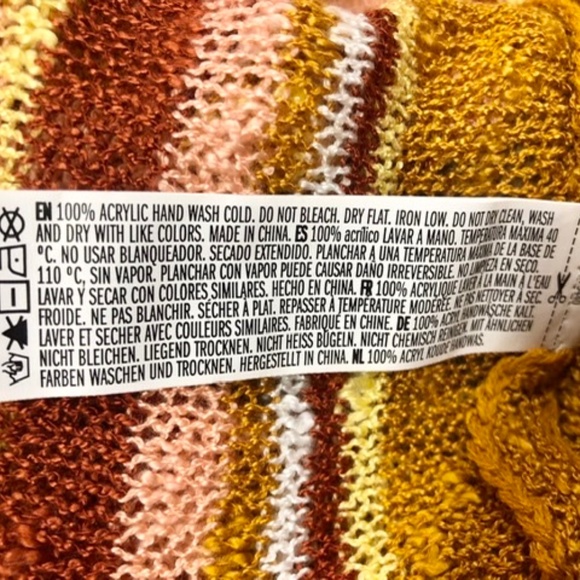 EN 100% ACRYLIC HAND WASH COLD. DO NOT BLEACH. DRY FLAT. IRON LOW. DO NOT DRY CLEAN, WASH
AND DRY WITH LIKE COLORS. MADE IN CHINA. ES 100% acrílico LAVAR A MANO. TEMPERATURA MÁXIMA 40
°C. NO USAR BLANQUEADOR. SECADO EXTENDIDO. PLANCHAR A UNA TEMPERATURA MÁXIMA DE LA BASE DE
110 °C, SIN VAPOR. PLANCHAR CON VAPOR PUEDE CAUSAR DAÑO IRREVERSIBLE. NO LIMPIEZA EN SECO.
LAVAR Y SECAR CON COLORES SIMILARES. HECHO EN CHINA. FR 100% ACRYLIQUE LAVER À LA MAIN À L'EAU
FROIDE. NE PAS BLANCHIR. SÉCHER À PLAT. REPASSER À TEMPÉRATURE MODÉRÉE. NE PAS NETTOYER A SEC.
LAVER ET SECHER AVEC COULEURS SIMILAIRES. FABRIQUÉ EN CHINE. DE 100% ACRYL HANDWÄSCHE KALT.
NICHT BLEICHEN. LIEGEND TROCKNEN. NICHT HEISS BÜGELN. NICHT CHEMISCH REINIGEN. MIT ÄHNLICHEN
FARBEN WASCHEN UND TROCKNEN. HERGESTELLT IN CHINA. NL 100% ACRYL KOUDE HANDWAS.